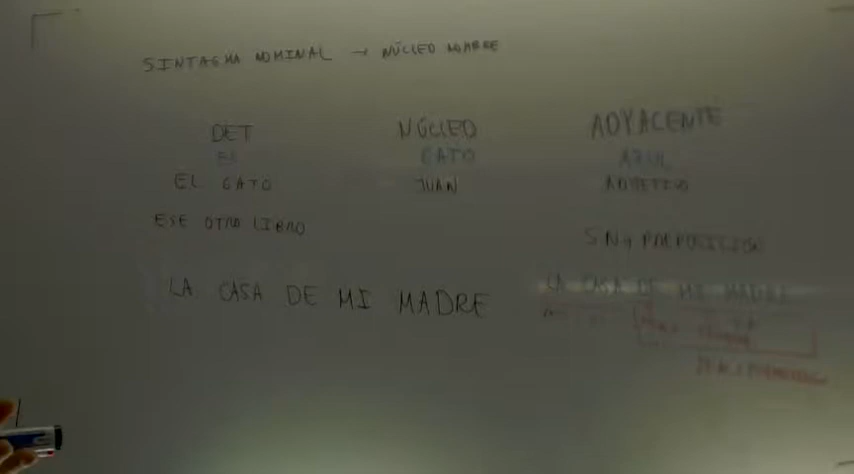 SINTAGMA NOMINAL → NÚCLEO NOMBRE
DET NÚCLEO ADYACENTE
EL GATO AZUL
EL GATO JUAN ADJETIVO
ESE OTRO LIBRO
SN + PREPOSICIÓN
LA CASA DE MI MADRE
LA CASA DE MI MADRE